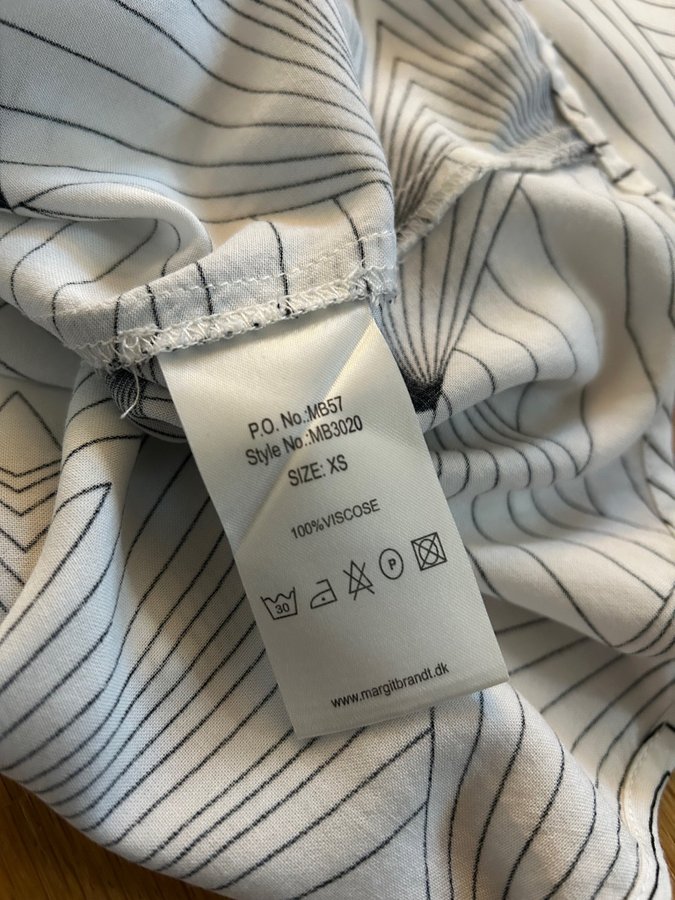 P.O. No.:MB57
Style No.:MB3020
SIZE: XS
100%VISCOSE
30 P
www.margitbrandt.dk